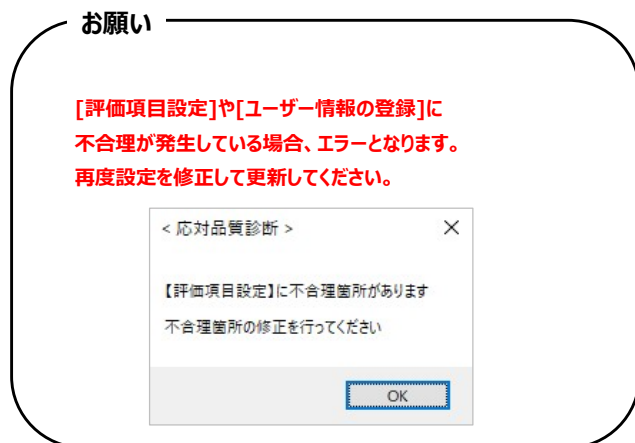 お願い
[評価項目設定]や[ユーザー情報の登録]に
不合理が発生している場合、エラーとなります。
再度設定を修正して更新してください。
< 応対品質診断 >
【評価項目設定】に不合理箇所があります
不合理箇所の修正を行ってください
OK